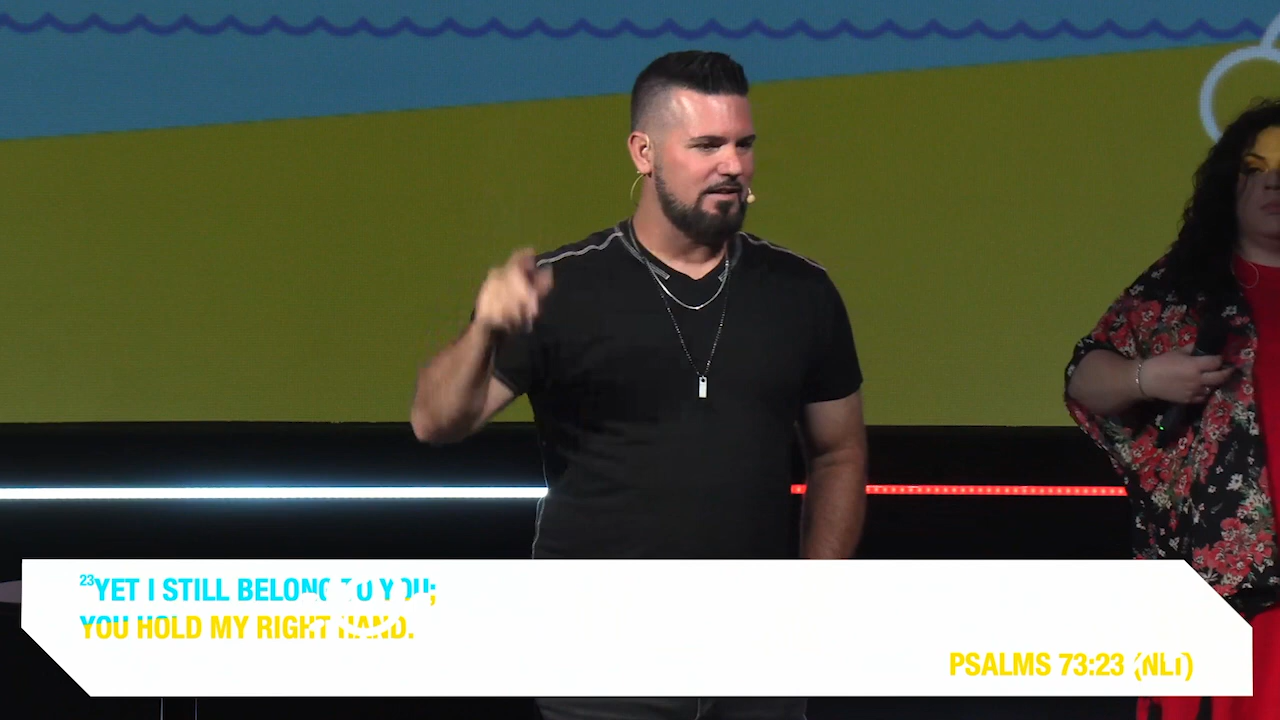 23YET I STILL BELONG TO YOU;
YOU HOLD MY RIGHT HAND.
PSALMS 73:23 (NLT)